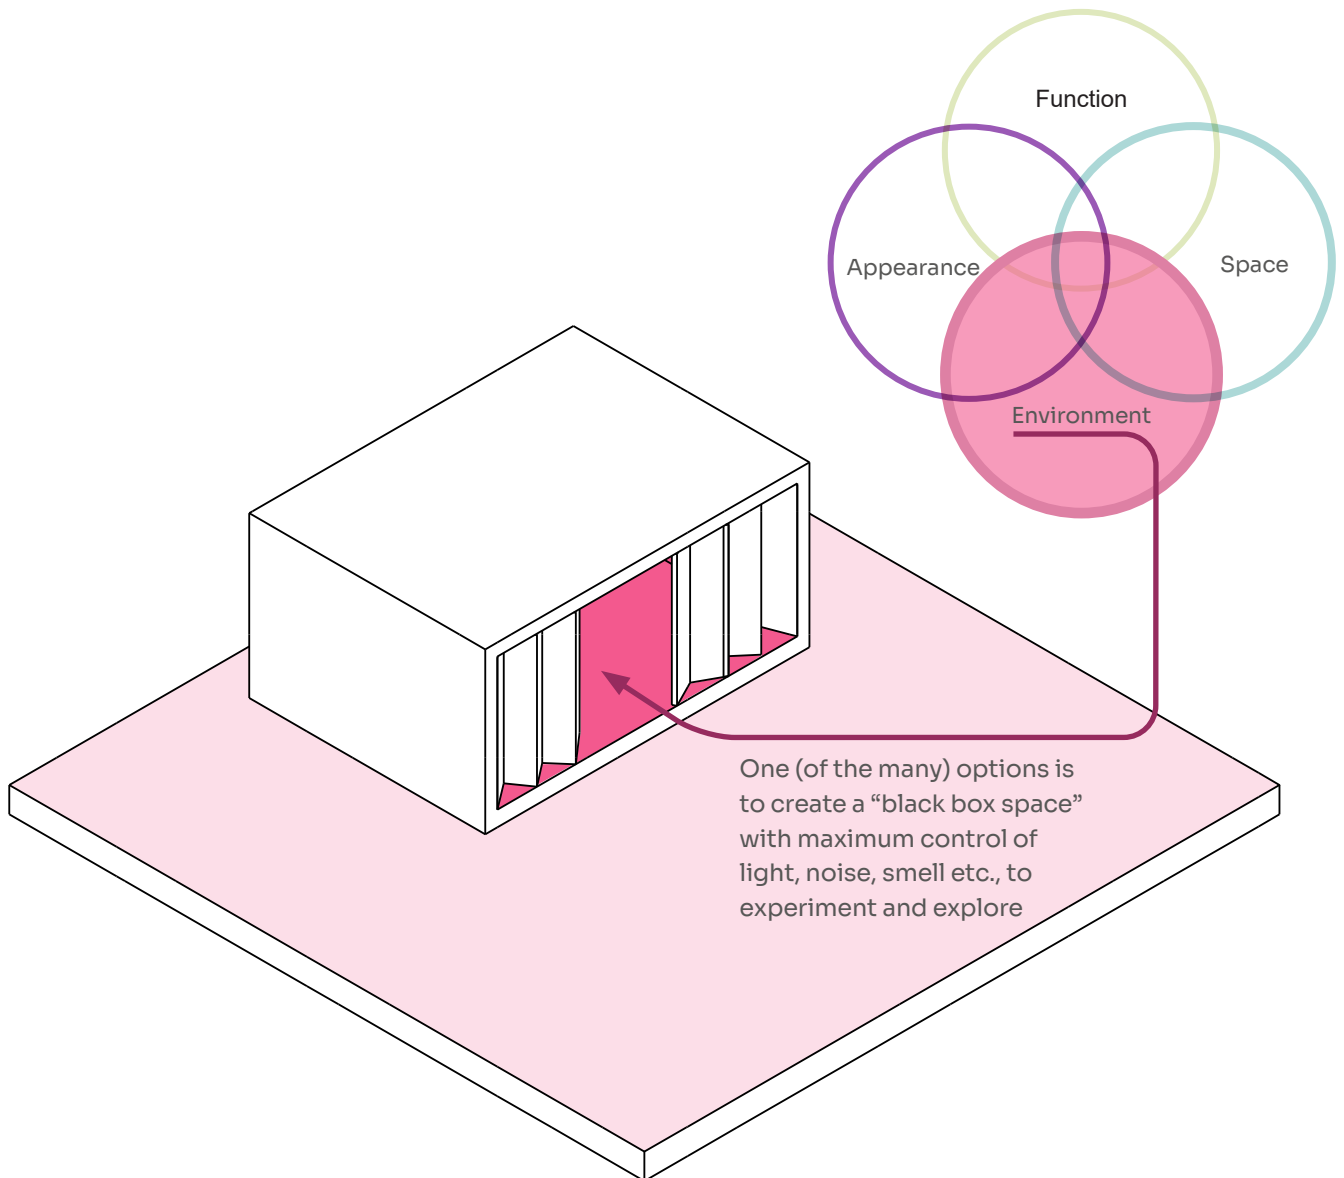 Function
Appearance
Space
Environment
One (of the many) options is
to create a “black box space”
with maximum control of
light, noise, smell etc., to
experiment and explore